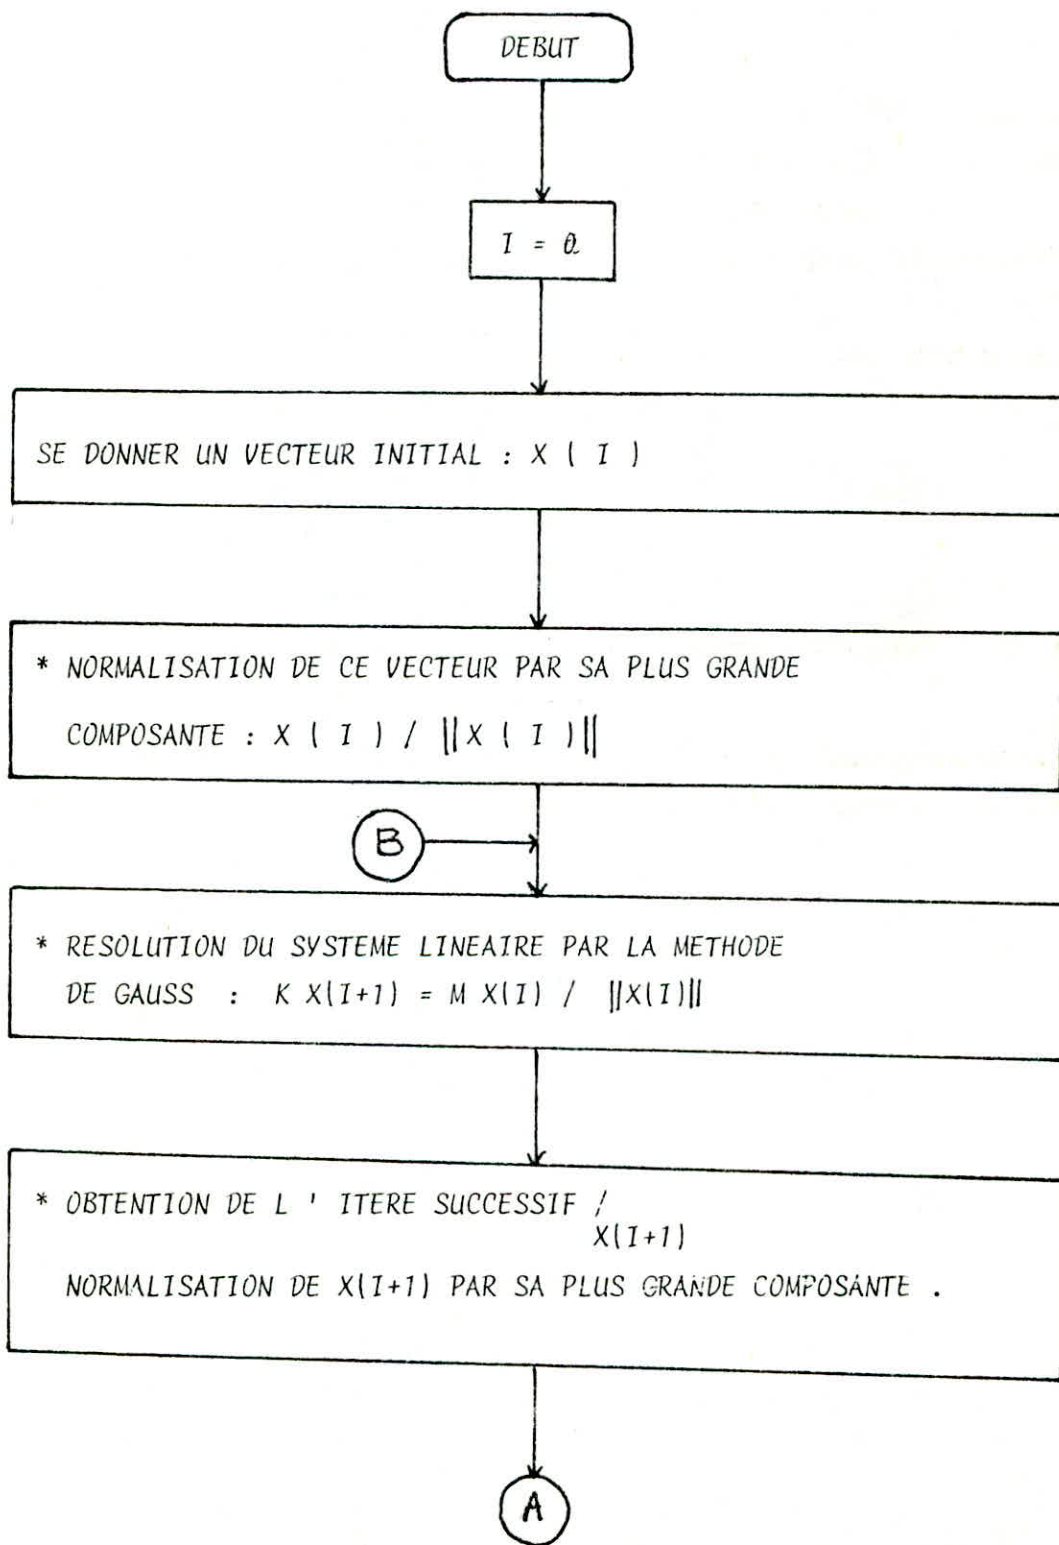 DEBUT
I = 0
SE DONNER UN VECTEUR INITIAL : X ( I )
* NORMALISATION DE CE VECTEUR PAR SA PLUS GRANDE
COMPOSANTE : X ( I ) / ||X ( I )||
B
* RESOLUTION DU SYSTEME LINEAIRE PAR LA METHODE
DE GAUSS : K X(I+1) = M X(I) / ||X(I)||
* OBTENTION DE L ' ITERE SUCCESSIF /
X(I+1)
NORMALISATION DE X(I+1) PAR SA PLUS GRANDE COMPOSANTE .
A